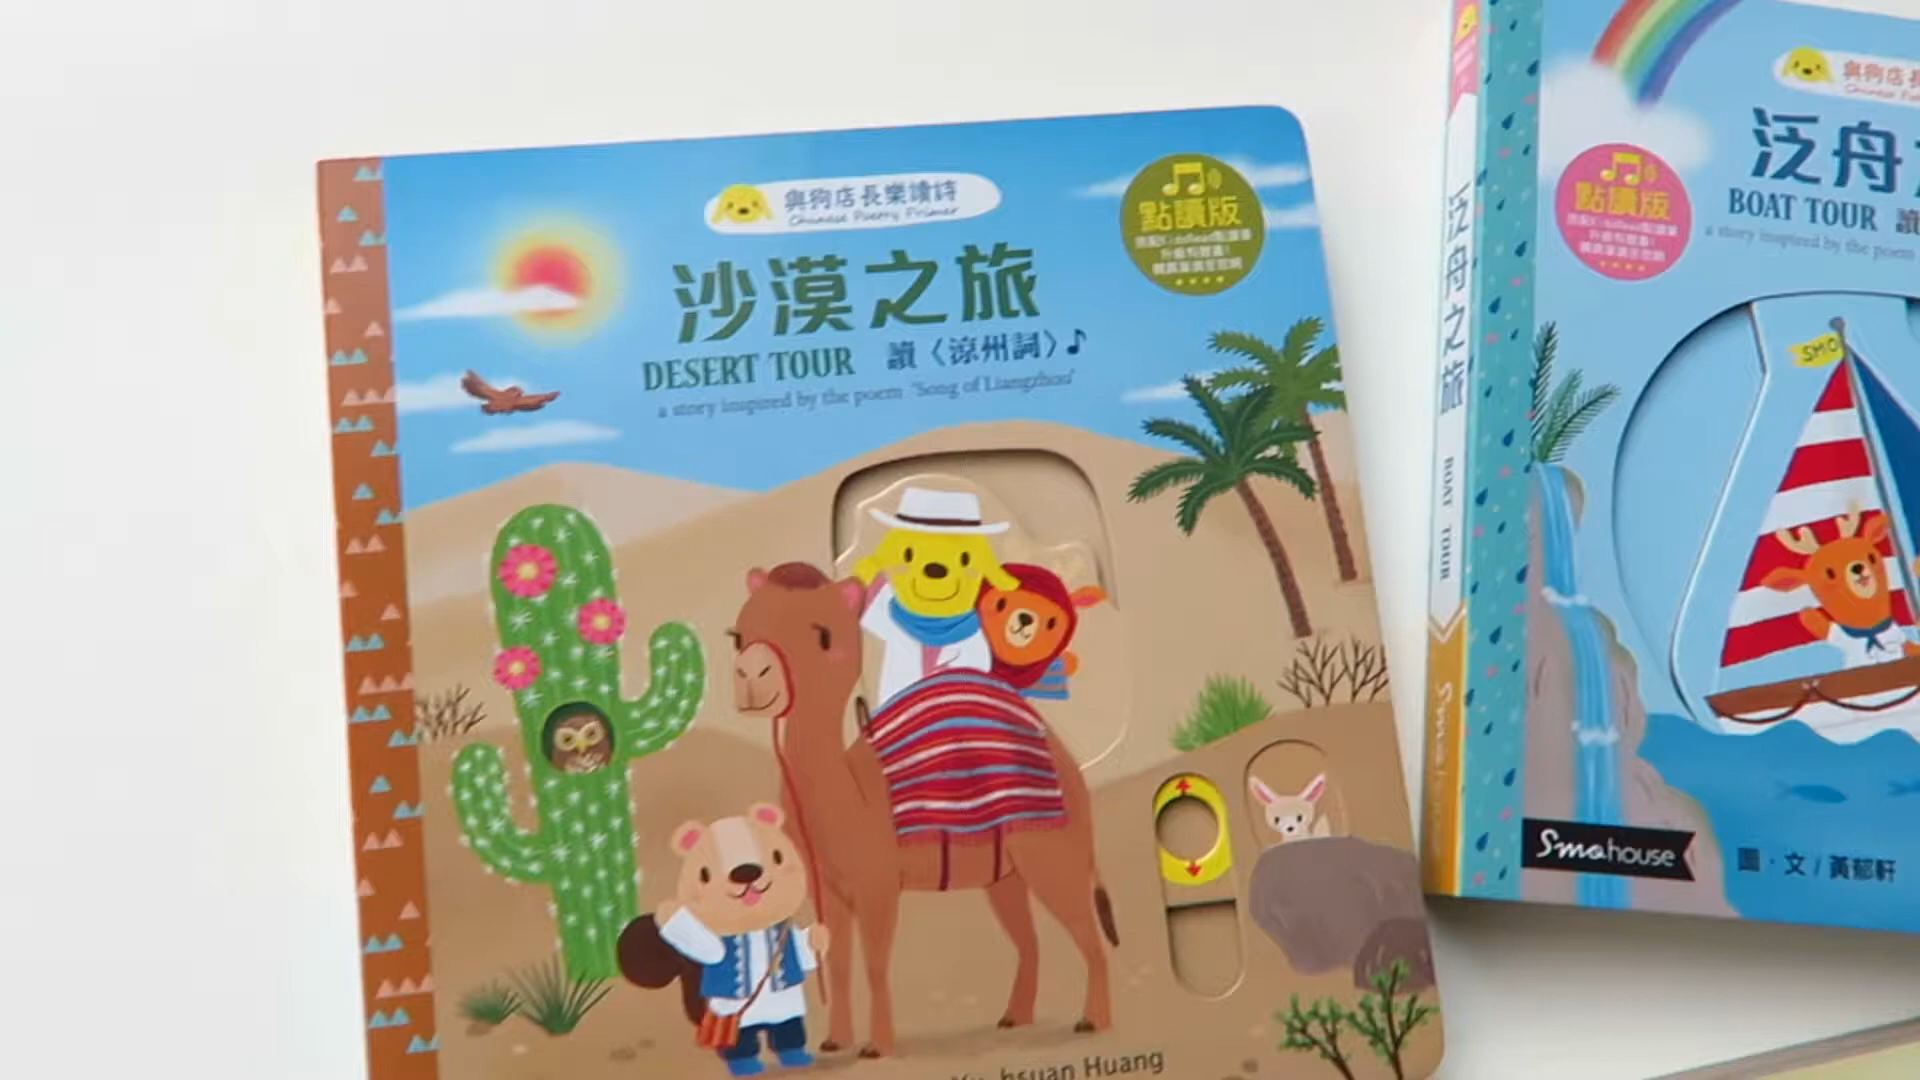 與狗店長樂讀詩
Chinese Poetry Primer
沙漠之旅
DESERT TOUR 讀〈涼州詞〉♪
a story inspired by the poem "Song of Liangzhou"
點讀版
hsuan Huang
與狗店長
泛舟
BOAT TOUR 讀
a story inspired by the poem
點讀版
SMO
Smahouse
圖·文/黃郁軒
泛舟之旅
BOAT TOUR
Smah